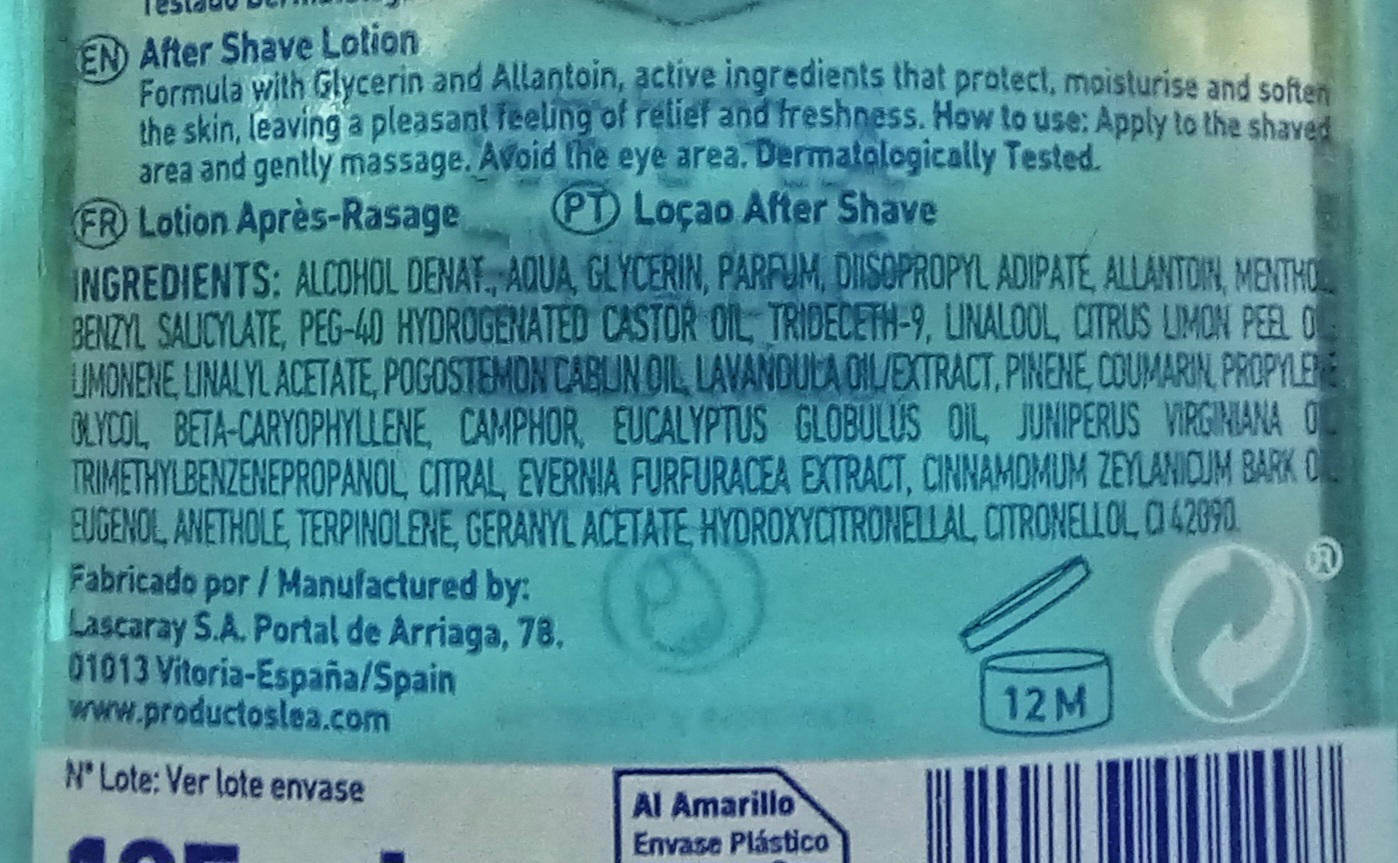 EN After Shave Lotion
Formula with Glycerin and Allantoin, active ingredients that protect, moisturise and soften
the skin, leaving a pleasant feeling of relief and freshness. How to use: Apply to the shaved
area and gently massage. Avoid the eye area. Dermatologically Tested.
FR Lotion Après-Rasage PT Loçao After Shave
INGREDIENTS: ALCOHOL DENAT., AQUA, GLYCERIN, PARFUM, DIISOPROPYL ADIPATE, ALLANTOIN,
BENZYL SALICYLATE, PEG-40 HYDROGENATED CASTOR OIL, TRIDECETH-9, LINALOOL, CITRUS LIMON PEEL
LIMONENE, LINALYL ACETATE, POGOSTEMON CABLIN OIL, LAVANDULA OIL/EXTRACT, PINENE, COUMARIN, PROPYLENE
GLYCOL, BETA-CARYOPHYLLENE, CAMPHOR, EUCALYPTUS GLOBULUS OIL, JUNIPERUS VIRGINIANA
TRIMETHYLBENZENEPROPANOL, CITRAL, EVERNIA FURFURACEA EXTRACT, CINNAMOMUM ZEYLANICUM BARK
EUGENOL, ANETHOLE, TERPINOLENE, GERANYL ACETATE, HYDROXYCITRONELLAL, CITRONELLOL, CI 42090.
Fabricado por / Manufactured by:
Lascaray S.A. Portal de Arriaga, 78.
01013 Vitoria-España/Spain
www.productoslea.com
12 M
®
N° Lote: Ver lote envase
Al Amarillo
Envase Plástico